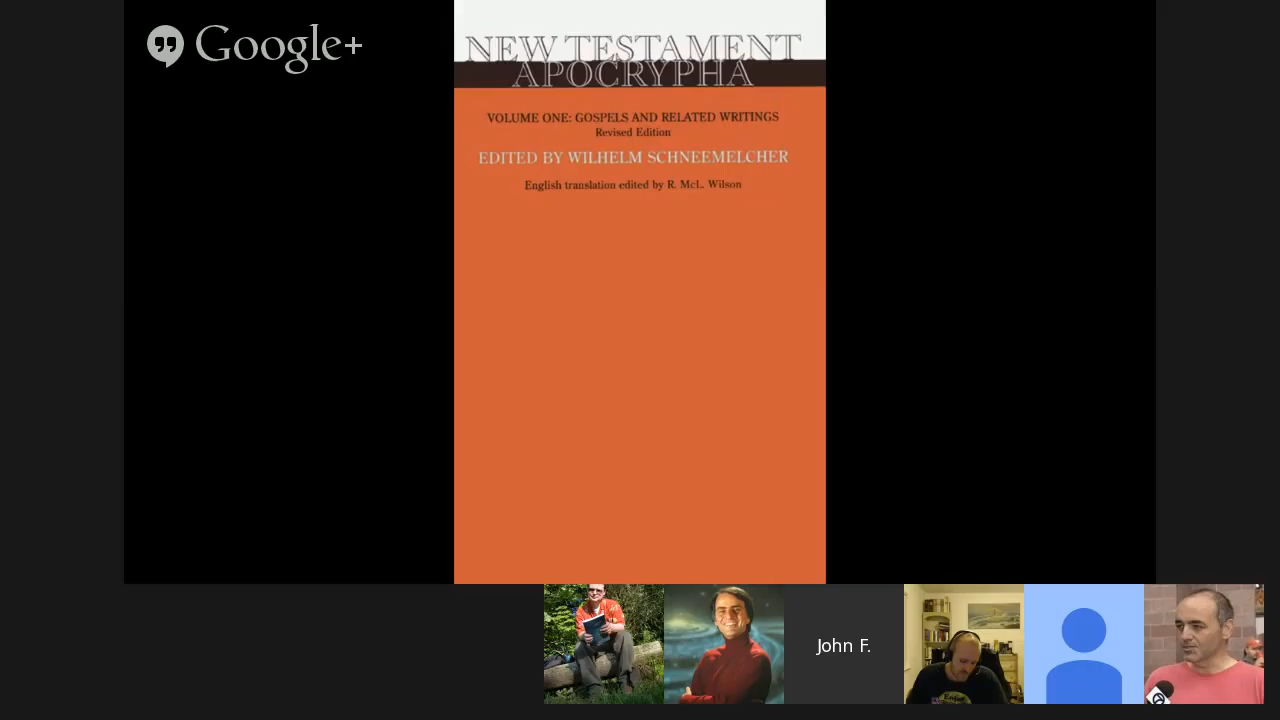 Google+
NEW TESTAMENT
APOCRYPHA
VOLUME ONE: GOSPELS AND RELATED WRITINGS
Revised Edition
EDITED BY WILHELM SCHNEEMELCHER
English translation edited by R. McL. Wilson
John F.
7